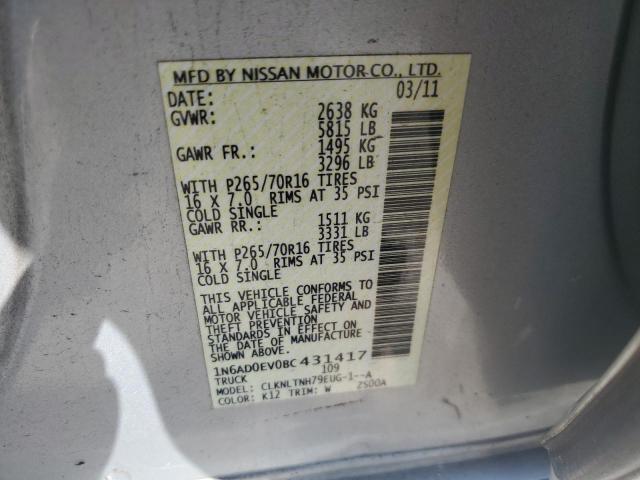 MFD BY NISSAN MOTOR CO., LTD.
DATE: 03/11
GVWR: 2638 KG
5815 LB
GAWR FR.: 1495 KG
3296 LB
WITH P265/70R16 TIRES
16 X 7.0 RIMS AT 35 PSI
COLD SINGLE
GAWR RR.: 1511 KG
3331 LB
WITH P265/70R16 TIRES
16 X 7.0 RIMS AT 35 PSI
COLD SINGLE
THIS VEHICLE CONFORMS TO
ALL APPLICABLE FEDERAL
MOTOR VEHICLE SAFETY AND
THEFT PREVENTION
STANDARDS IN EFFECT ON
THE DATE OF MANUFACTURE
1N6AD0EV0BC431417
TRUCK 109
MODEL: CLKNLTNH79EUG-1--A
COLOR: K12 TRIM: W ZS00A